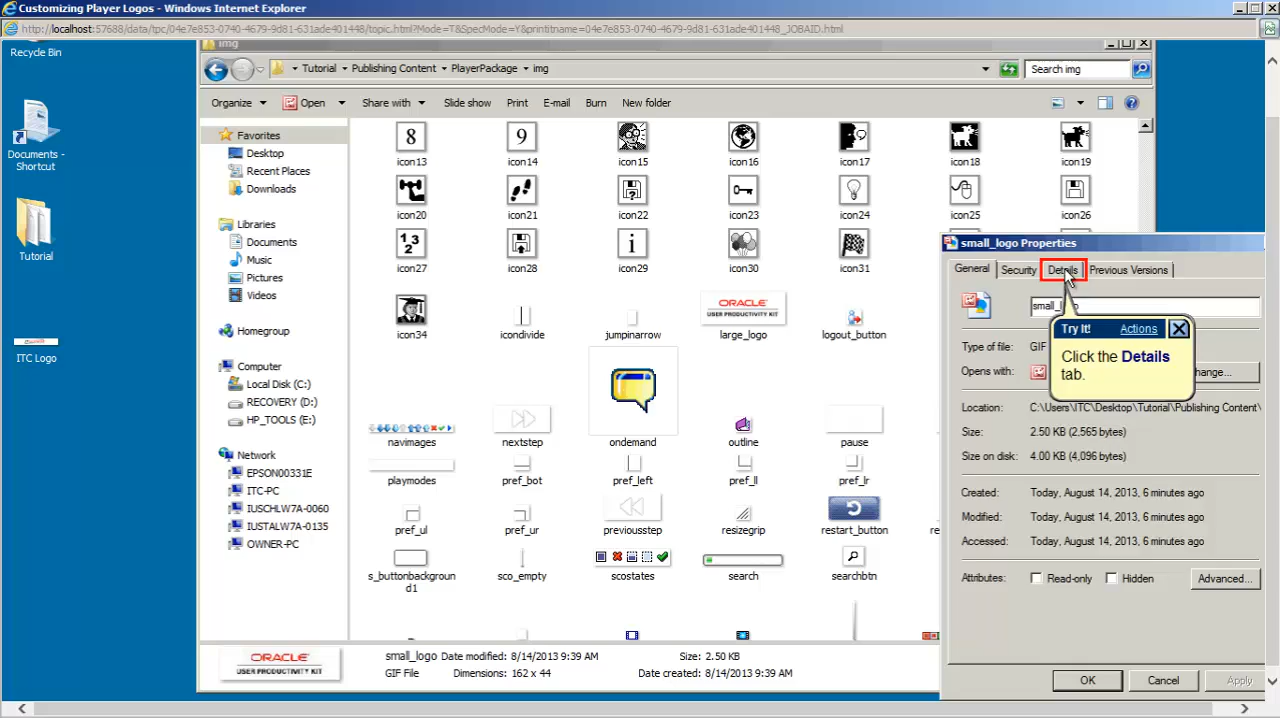 Customizing Player Logos - Windows Internet Explorer
http://localhost:57688/data/tpc/04e7e853-0740-4679-9d81-631ade401448/topic.html?Mode=T&SpecMode=Y&printitname=04e7e853-0740-4679-9d81-631ade401448_JOBAID.html
Recycle Bin
Documents - Shortcut
Tutorial
ITC Logo
img
Tutorial Publishing Content PlayerPackage img
Search img
Organize Open Share with Slide show Print E-mail Burn New folder
Favorites
Desktop
Recent Places
Downloads
Libraries
Documents
Music
Pictures
Videos
Homegroup
Computer
Local Disk (C:)
RECOVERY (D:)
HP_TOOLS (E:)
Network
EPSON00331E
ITC-PC
IUSCHLW7A-0060
IUSTALW7A-0135
OWNER-PC
8 9
icon13 icon14 icon15 icon16 icon17 icon18 icon19
icon20 icon21 icon22 icon23 icon24 icon25 icon26
icon27 icon28 icon29 icon30 icon31
ORACLE
USER PRODUCTIVITY KIT
icon34 icondivide jumpinarrow large_logo logout_button
navimages nextstep ondemand outline pause
playmodes pref_bot pref_left pref_ll pref_lr
pref_ul pref_ur previousstep resizegrip restart_button re
s_buttonbackground1 sco_empty scostates search searchbtn
ORACLE
USER PRODUCTIVITY KIT
small_logo Date modified: 8/14/2013 9:39 AM Size: 2.50 KB
GIF File Dimensions: 162 x 44 Date created: 8/14/2013 9:39 AM
small_logo Properties
General Security Details Previous Versions
Type of file: GIF
Opens with:
Location: C:\Users\ITC\Desktop\Tutorial\Publishing Content\
Size: 2.50 KB (2,565 bytes)
Size on disk: 4.00 KB (4,096 bytes)
Created: Today, August 14, 2013, 6 minutes ago
Modified: Today, August 14, 2013, 6 minutes ago
Accessed: Today, August 14, 2013, 6 minutes ago
Attributes: Read-only Hidden Advanced...
OK Cancel Apply
Try It! Actions
Click the Details
tab.